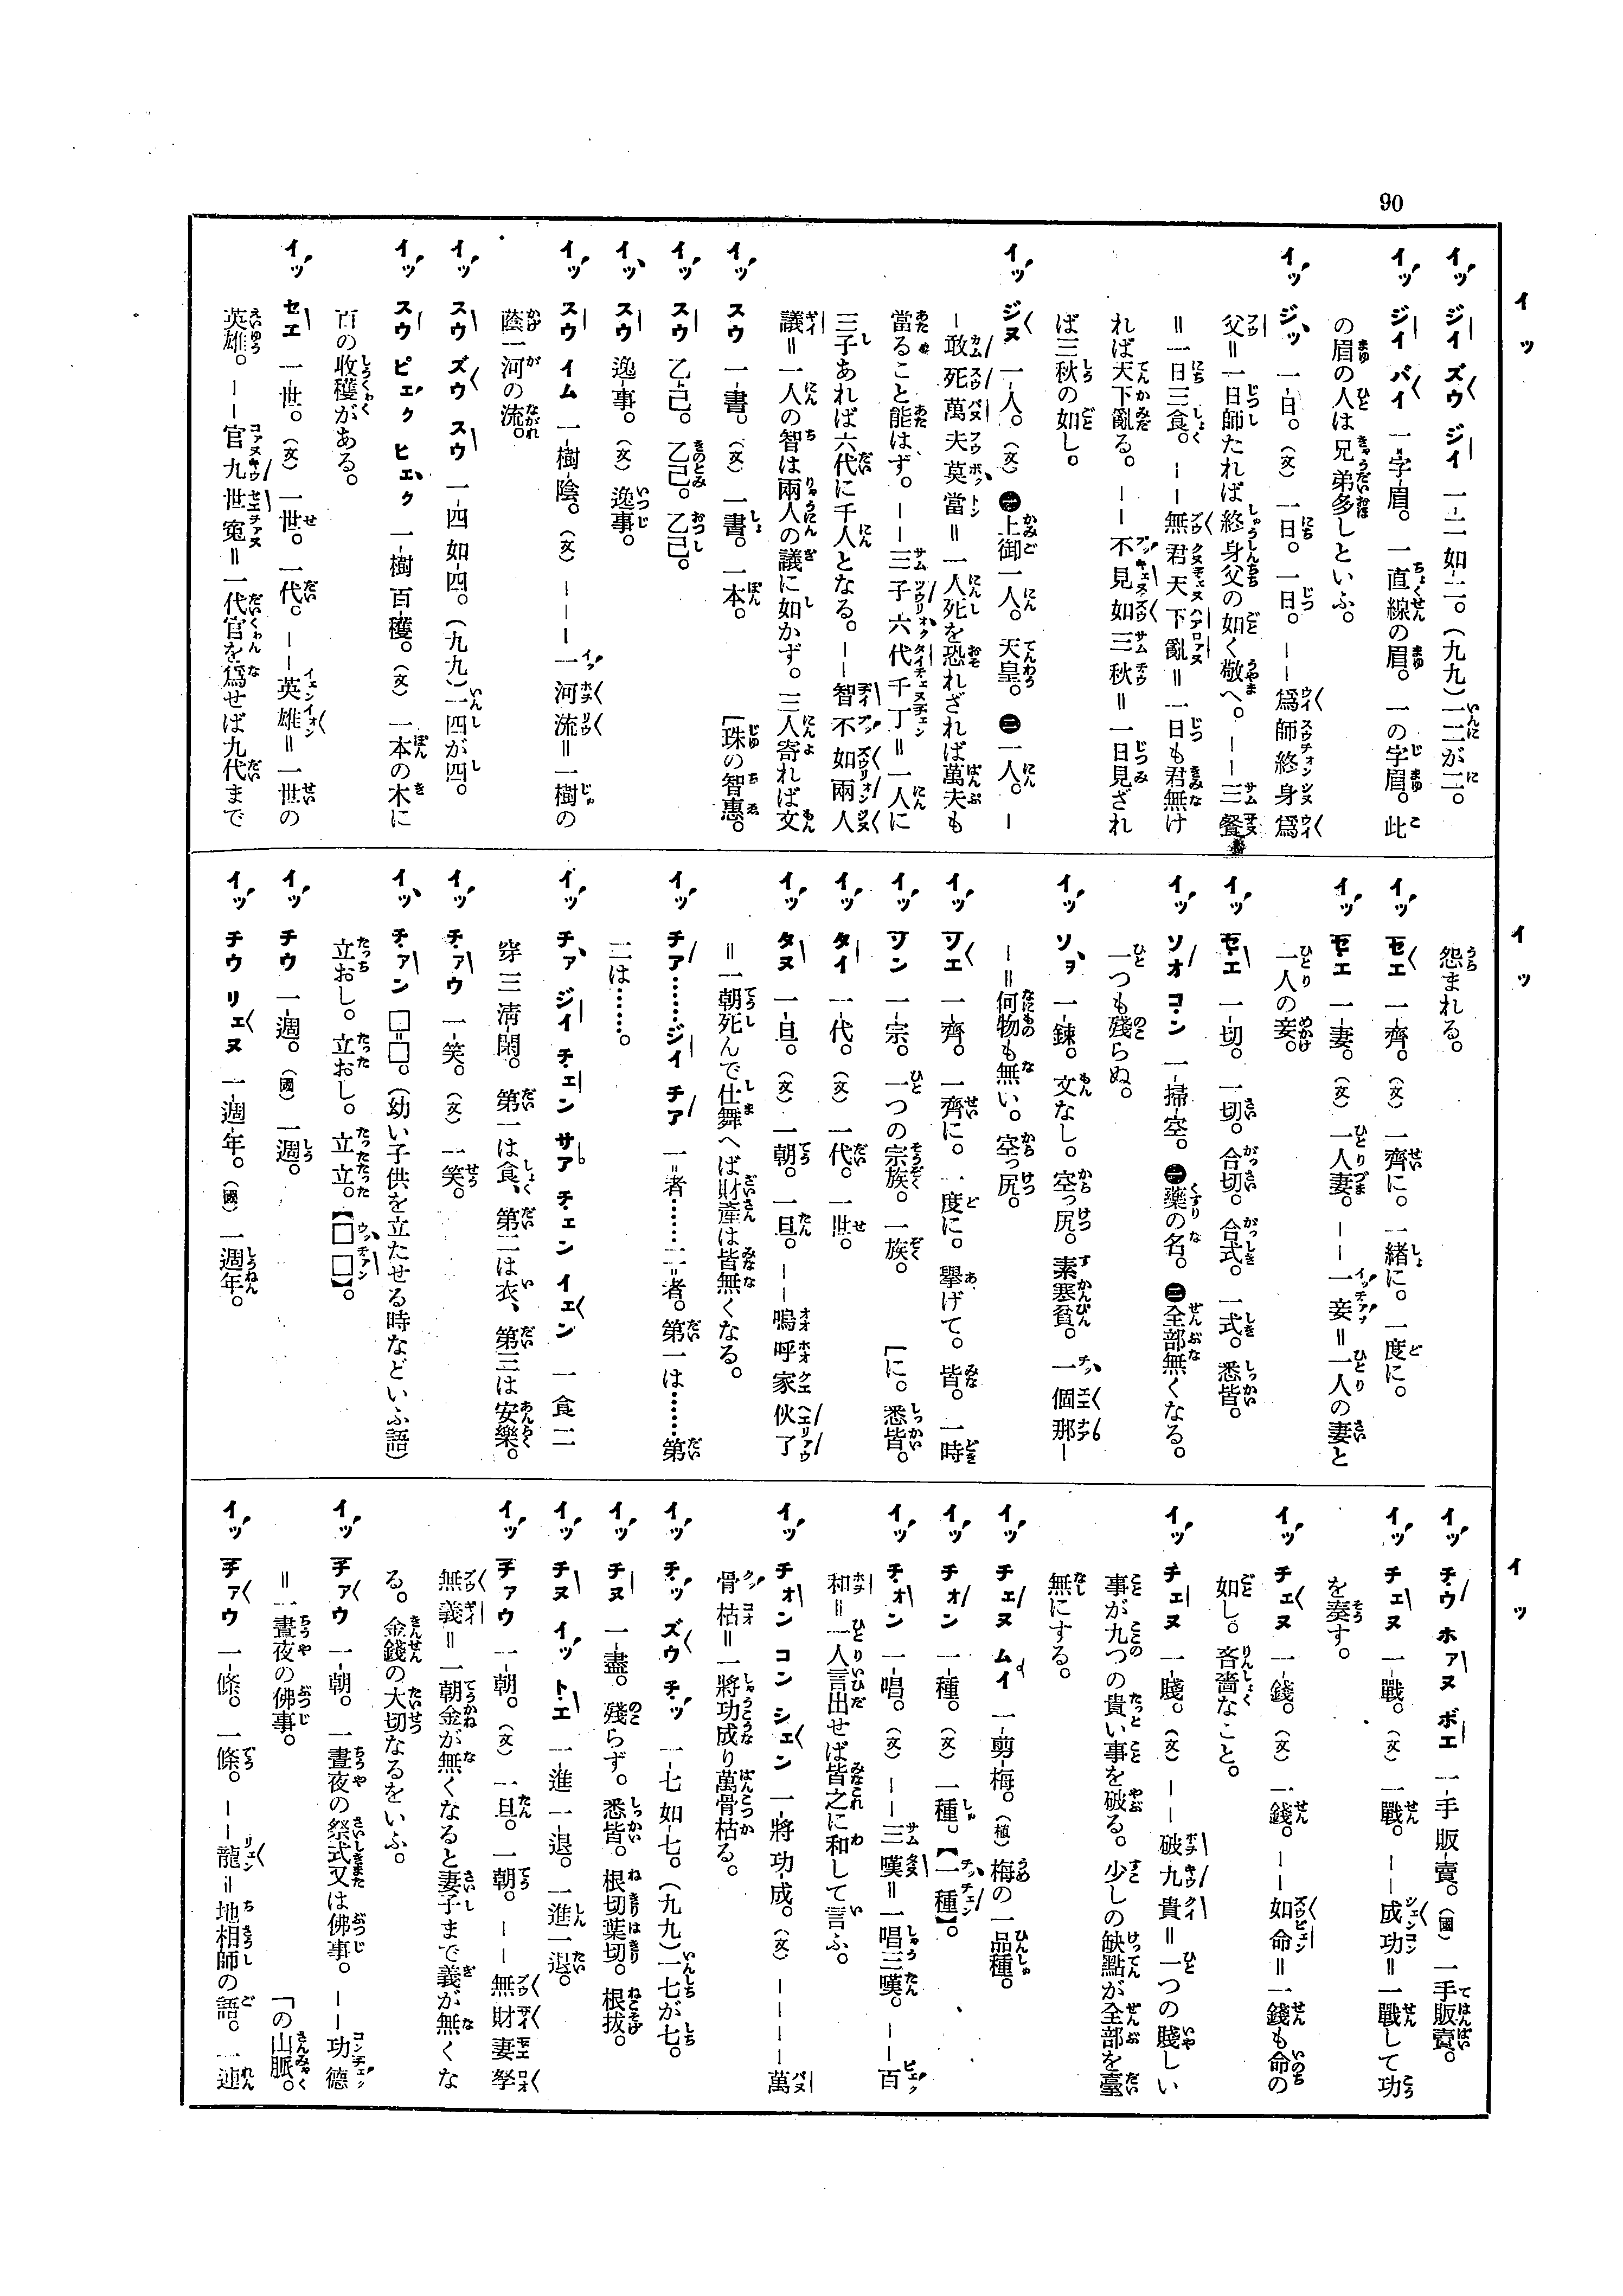 90
イッ
イッ ジイ ズウ ジイ 一-二 如-二。(九九)一二が二。
イッ ジイ バイ 一=字-眉。一直線の眉。一の字眉。此
の眉の人は兄弟多しといふ。
イッ ジッ 一-日。(文)一日。一日。――爲師終身爲
父=一日師たれば終身父の如く敬へ。――三餐
=一日三食。――無君天下亂=一日も君無け
れば天下亂る。――不見如三秋=一日見ざれ
ば三秋の如し。
イッ ジヌ 一-人。(文)㊀上御一人。天皇。㊁一人。―
―敢死萬夫莫當=一人死を恐れざれば萬夫も
當ること能はず。――三子六代千丁=一人に
三子あれば六代に千人となる。――智不如兩人
議=一人の智は兩人の議に如かず。三人寄れば文
イッ スウ 一-書。(文)一書。一本。 [珠の智惠。
イッ スウ 乙-己。乙己。乙己。
イッ スウ 逸-事。(文)逸事。
イッ スウ イム 一-樹-陰。(文)――――一河流=一樹の
蔭一河の流。
イッ スウ ズウ スウ 一-四 如-四。(九九)一四が四。
イッ スウ ピェク ヒェク 一-樹 百-穫。(文)一本の木に
百の收穫がある。
イッ セエ 一-世。(文)一世。一代。――英雄=一世の
英雄。――官九世寃=一代官を爲せば九代まで
イッ
怨まれる。
イッ セエ 一-齊。(文)一齊に。一緒に。一度に。
イッ セエ 一-妻。(文)一人妻。――一妾=一人の妻と
一人の妾。
イッ セエ 一-切。一切。合切。合式。一式。悉皆。
イッ ソオ コン 一-掃-空。㊀藥の名。㊁全部無くなる。
一つも殘らぬ。
イッ ソヲ 一-錬。文なし。空っ尻。素寒貧。一個那―
―=何物も無い。空っ尻。
イッ ツエ 一-齊。一齊に。一度に。擧げて。皆。一時
イッ ソン 一-宗。一つの宗族。一族。 [に。悉皆。
イッ タイ 一-代。(文)一代。一世。
イッ タヌ 一-旦。(文)一朝。一旦。――嗚呼家伙了
=一朝死んで仕舞へば財產は皆無くなる。
イッ チア……ジイ チア 一=者……二=者。第一は……第
二は……。
イッ チァ ジイ チェン サア チェン イェン 一 食 二
穿 三 清-閑。第一は食、第二は衣、第三は安樂。
イッ チァウ 一-笑。(文)一笑。
イッ チァン □=□。(幼い子供を立たせる時などいふ語)
立おし。立おし。立立。【□□】。
イッ チウ 一-週。(國)一週。
イッ チウ リェヌ 一-週-年。(國)一週年。
イッ
イッ チウ ホァヌ ボエ 一-手 販-賣。(國)一手販賣。
イッ チェヌ 一-戰。(文)一戰。――成功=一戰して功
を奏す。
イッ チェヌ 一-錢。(文)一錢。――如命=一錢も命の
如し。吝嗇なこと。
イッ チェヌ 一-賤。(文)――破九貴=一つの賤しい
事が九つの貴い事を破る。少しの缺點が全部を臺
無にする。
イッ チェヌ ムイ 一-剪-梅。(植)梅の一品種。
イッ チォン 一-種。(文)一種。【一種】。
イッ チォン 一-唱。(文)――三嘆=一唱三嘆。――百
和=一人言出せば皆之に和して言ふ。
イッ チォン コン シェン 一-將 功-成。(文)――――萬
骨枯=一將功成り萬骨枯る。
イッ チッ ズウ チッ 一-七 如-七。(九九)一七が七。
イッ チヌ 一-盡。殘らず。悉皆。根切葉切。根拔。
イッ チヌ イッ トエ 一-進 一-退。一進一退。
イッ チァウ 一-朝。(文)一旦。一朝。――無財妻孥
無義=一朝金が無くなると妻子まで義が無くな
る。金錢の大切なるをいふ。
イッ チァウ 一-朝。一晝夜の祭式又は佛事。――功德
=一晝夜の佛事。 「の山脈。
イッ チァウ 一-條。一條。――龍=地相師の語。一連